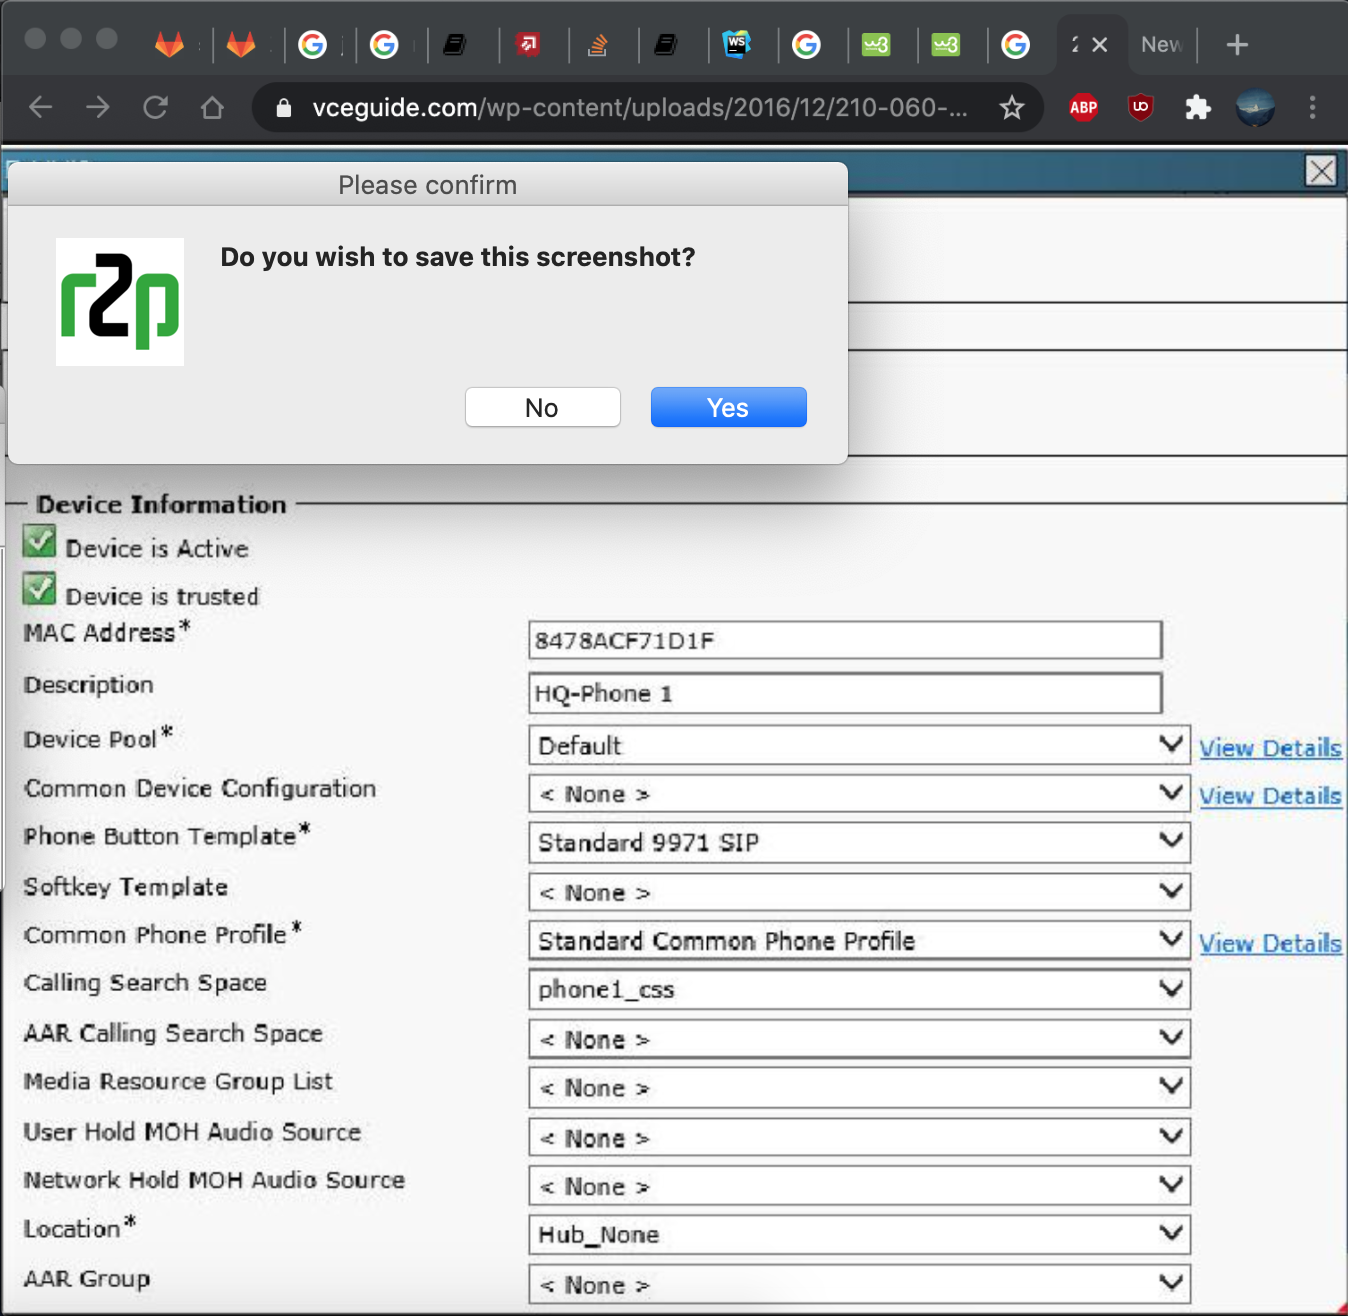 New
vceguide.com/wp-content/uploads/2016/12/210-060-...
ABP
Please confirm
r2p
Do you wish to save this screenshot?
No
Yes
Device Information
Device is Active
Device is trusted
MAC Address*
8478ACF71D1F
Description
HQ-Phone 1
Device Pool*
Default
View Details
Common Device Configuration
< None >
View Details
Phone Button Template*
Standard 9971 SIP
Softkey Template
< None >
Common Phone Profile*
Standard Common Phone Profile
View Details
Calling Search Space
phone1_css
AAR Calling Search Space
< None >
Media Resource Group List
< None >
User Hold MOH Audio Source
< None >
Network Hold MOH Audio Source
< None >
Location*
Hub_None
AAR Group
< None >